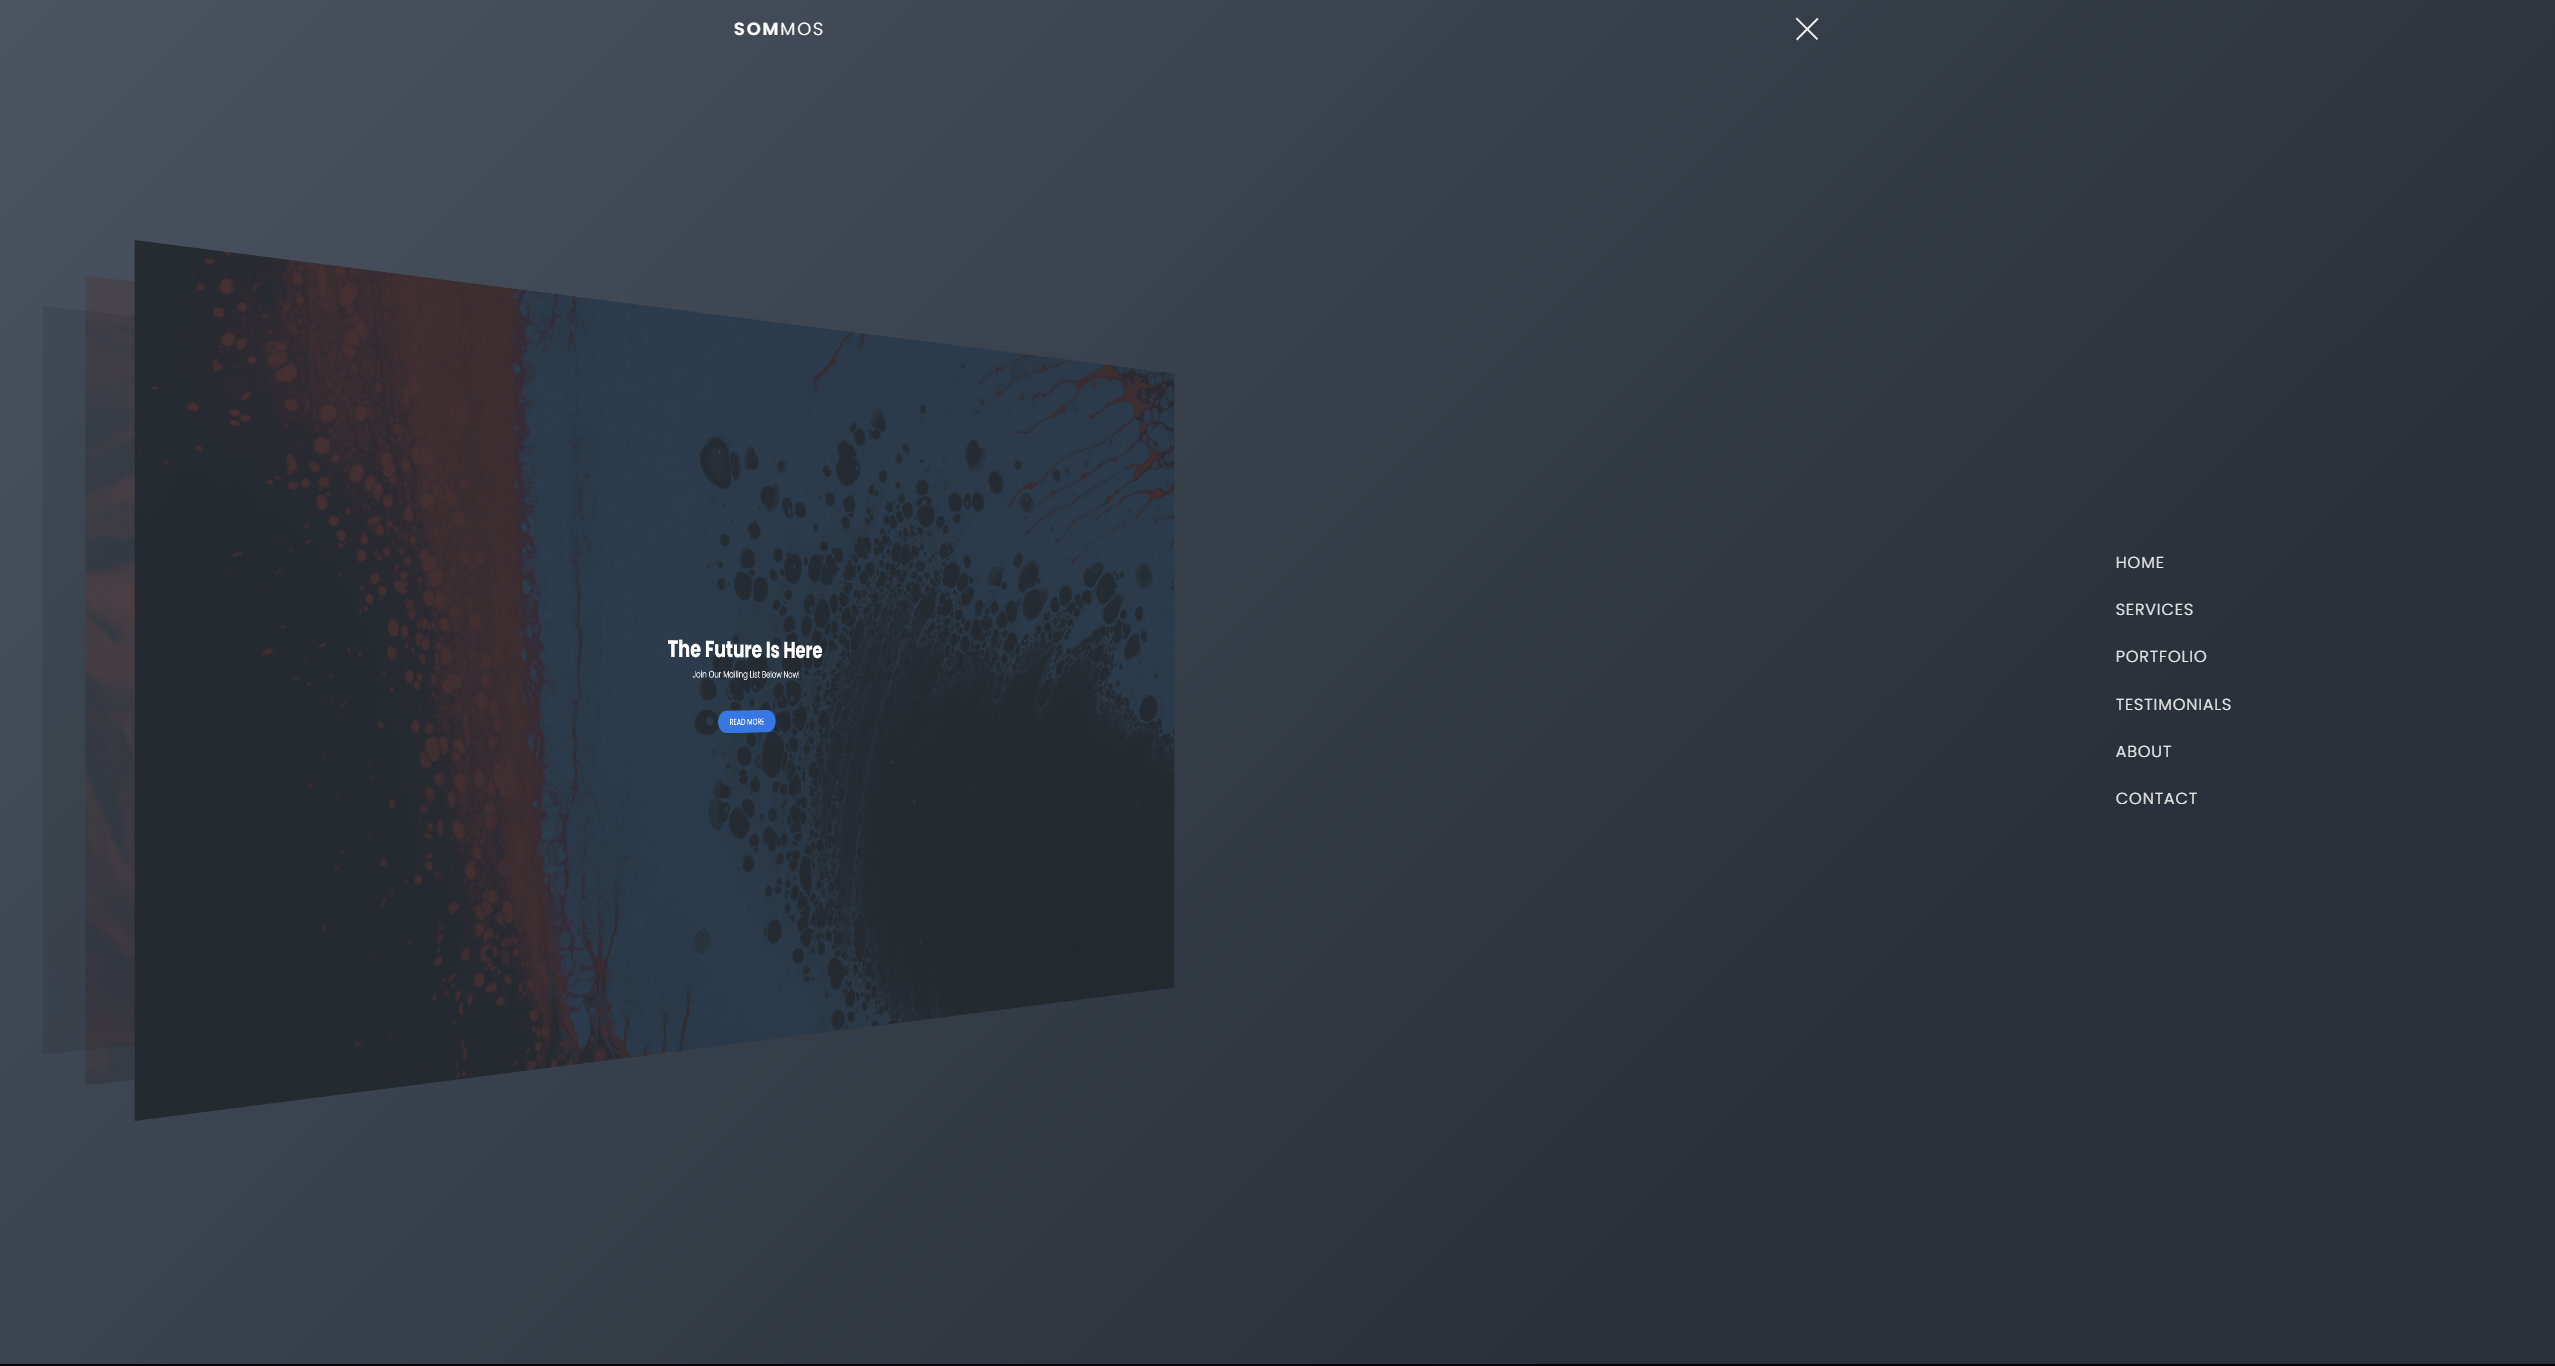 SOMMOS
The Future Is Here
Join Our Mailing List Below Now!
READ MORE
HOME
SERVICES
PORTFOLIO
TESTIMONIALS
ABOUT
CONTACT